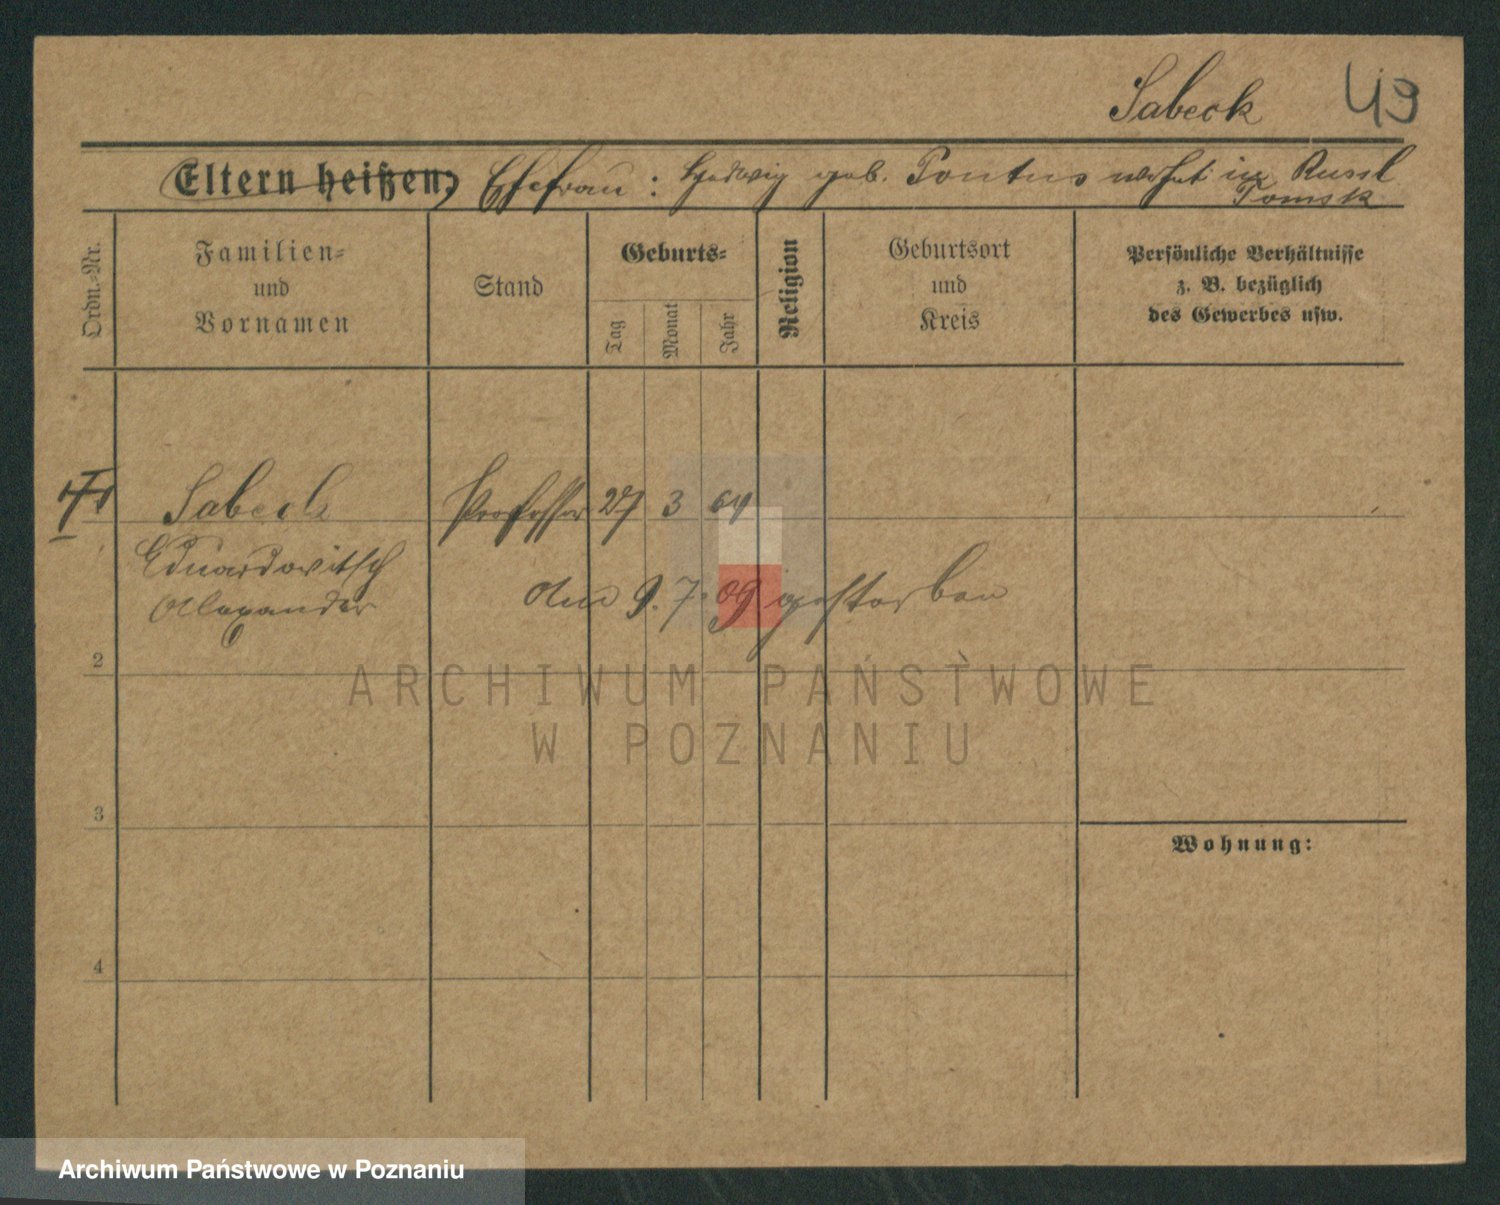 Sabeck 49
Eltern heißen, Ehefrau: Hedwig geb. Pontus wohnt in Russl
Tomsk
Ordn.-Nr.
Familien=
und
Vornamen
Stand
Geburts=
Tag
Monat
Jahr
Religion
Geburtsort
und
Kreis
Persönliche Verhältnisse
z. B. bezüglich
des Gewerbes usw.
Sabeck Professor 27 3 64
Eduardowitsch
Alexander
den 9. 7. 09 gestorben
2
3
4
Wohnung:
ARCHIWUM PAŃSTWOWE
W POZNANIU
Archiwum Państwowe w Poznaniu